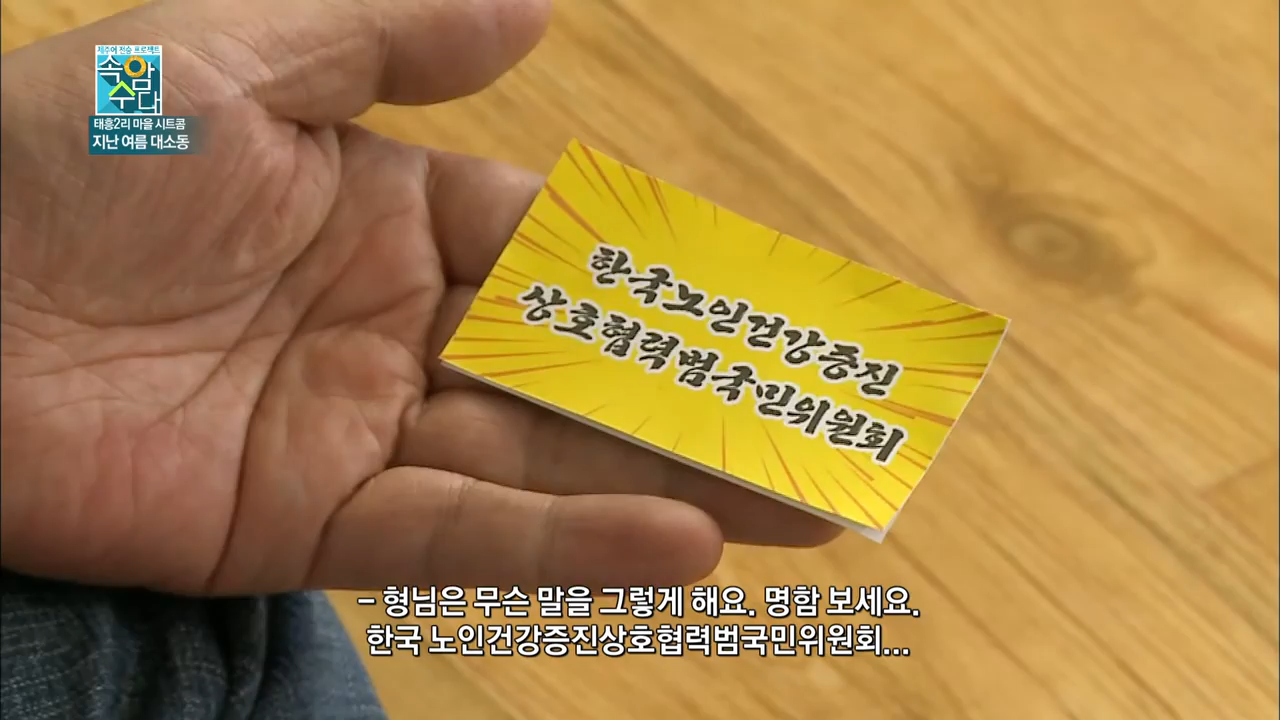 제주어 전승 프로젝트
속암수다
태흥2리 마을 시트콤
지난 여름 대소동
한국노인건강증진
상호협력범국민위원회
- 형님은 무슨 말을 그렇게 해요. 명함 보세요.
한국 노인건강증진상호협력범국민위원회...